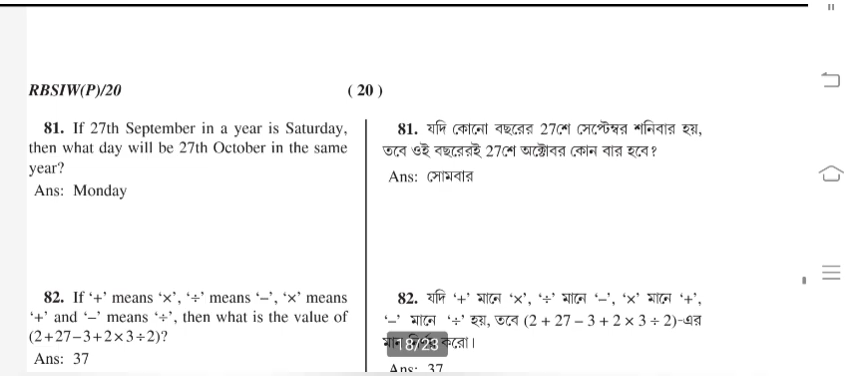 RBSIW(P)/20
( 20 )
81. If 27th September in a year is Saturday,
then what day will be 27th October in the same
year?
Ans: Monday
82. If ‘+’ means ‘×’, ‘÷’ means ‘–’, ‘×’ means
‘+’ and ‘–’ means ‘÷’, then what is the value of
(2+27–3+2×3÷2)?
Ans: 37
81. যদি কোনো বছরের 27শে সেপ্টেম্বর শনিবার হয়,
তবে ওই বছরেরই 27শে অক্টোবর কোন বার হবে?
Ans: সোমবার
82. যদি ‘+’ মানে ‘×’, ‘÷’ মানে ‘–’, ‘×’ মানে ‘+’,
‘–’ মানে ‘÷’ হয়, তবে (2 + 27 – 3 + 2 × 3 ÷ 2)-এর
করো।
18/23
Ans: 37